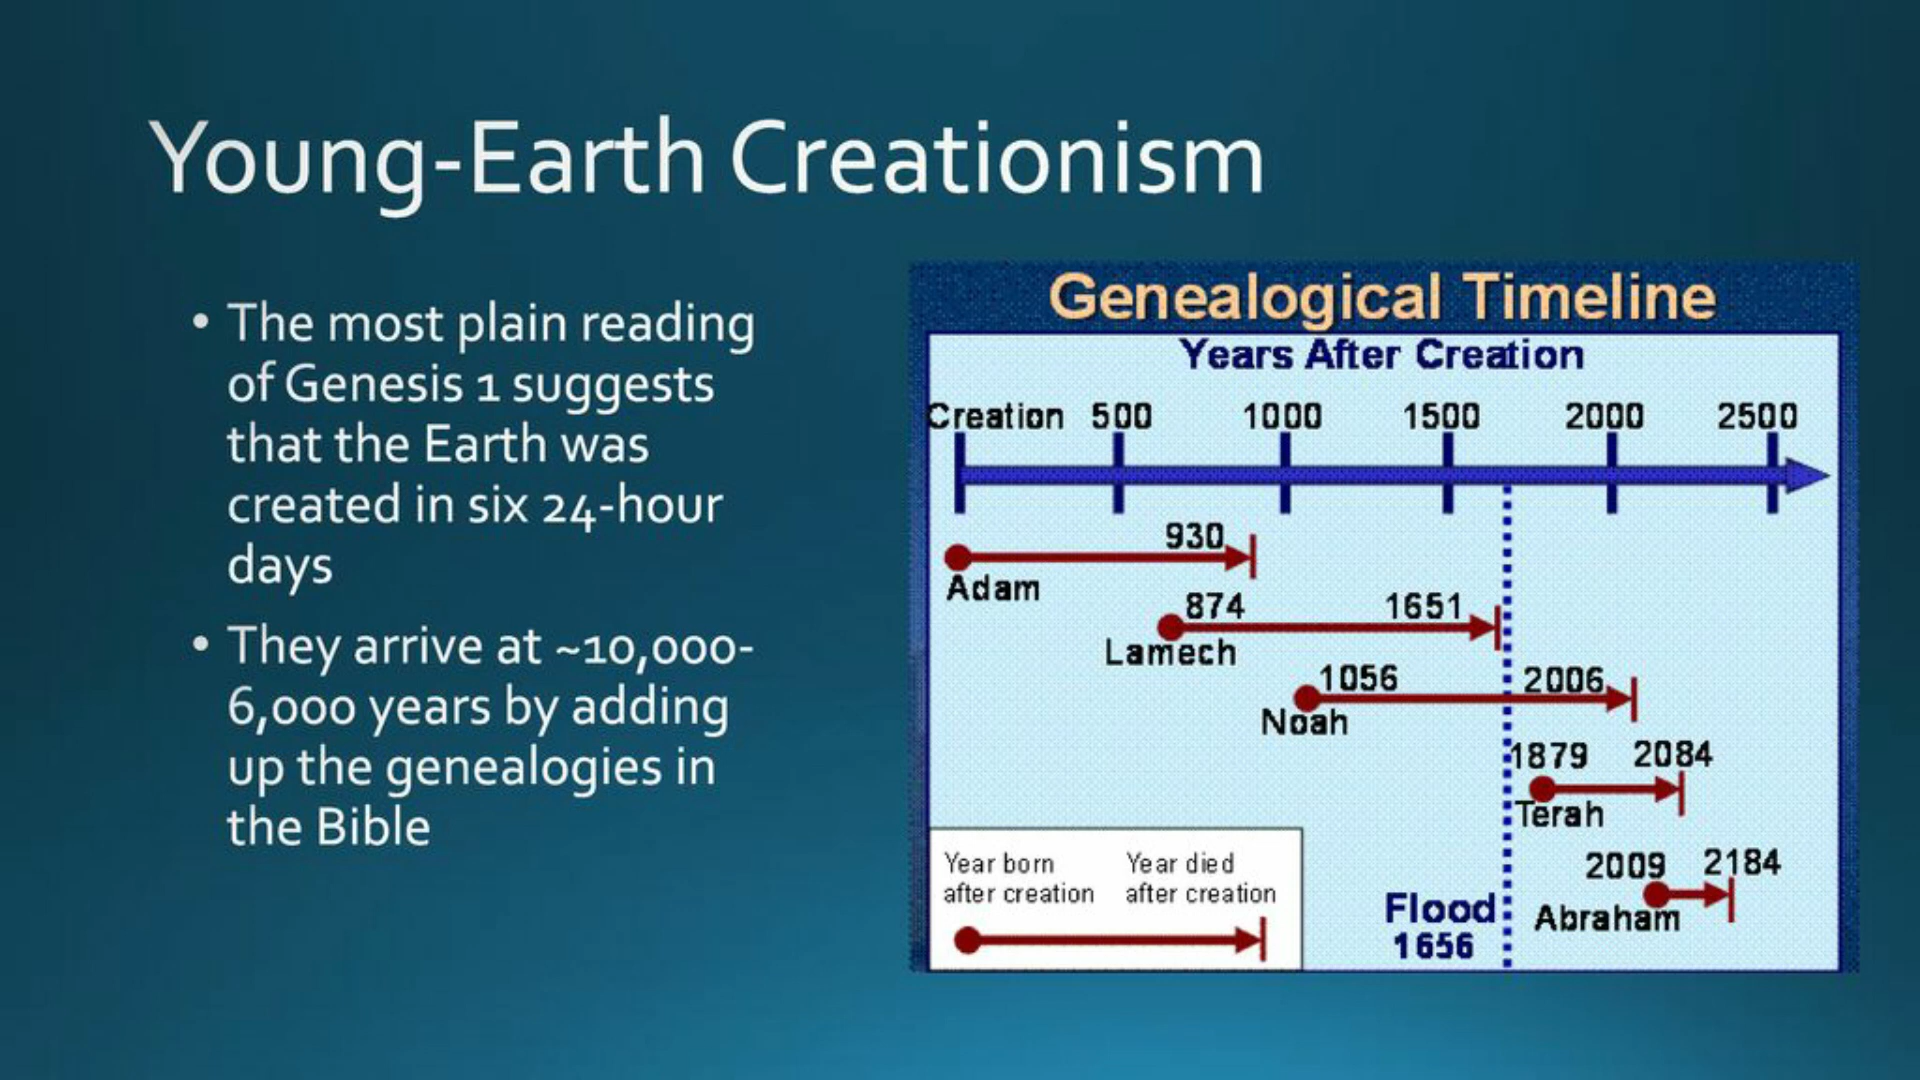 Young-Earth Creationism
• The most plain reading
of Genesis 1 suggests
that the Earth was
created in six 24-hour
days
• They arrive at ~10,000-
6,000 years by adding
up the genealogies in
the Bible
Genealogical Timeline
Years After Creation
Creation 500 1000 1500 2000 2500
930
Adam
874 1651
Lamech
1056 2006
Noah
1879 2084
Terah
2009 2184
Abraham
Flood
1656
Year born Year died
after creation after creation